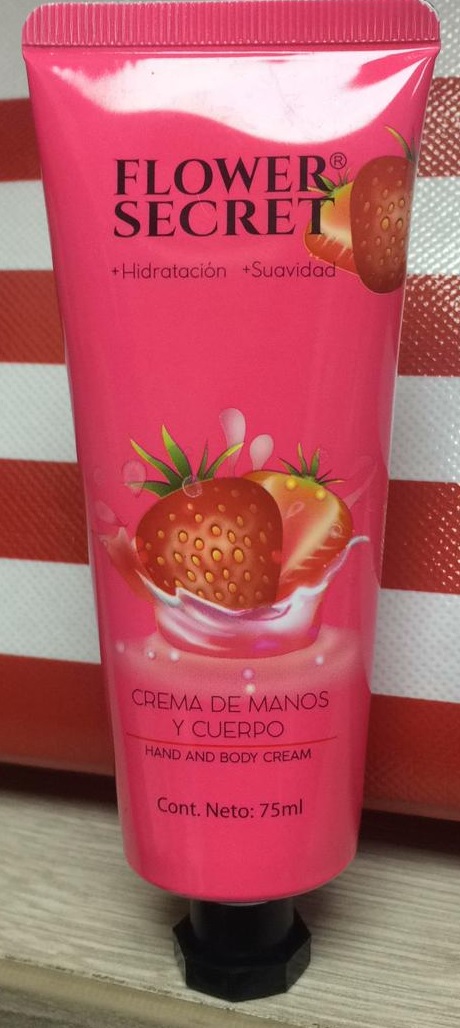 FLOWER®
SECRET
+Hidratación +Suavidad
CREMA DE MANOS
Y CUERPO
HAND AND BODY CREAM
Cont. Neto: 75ml